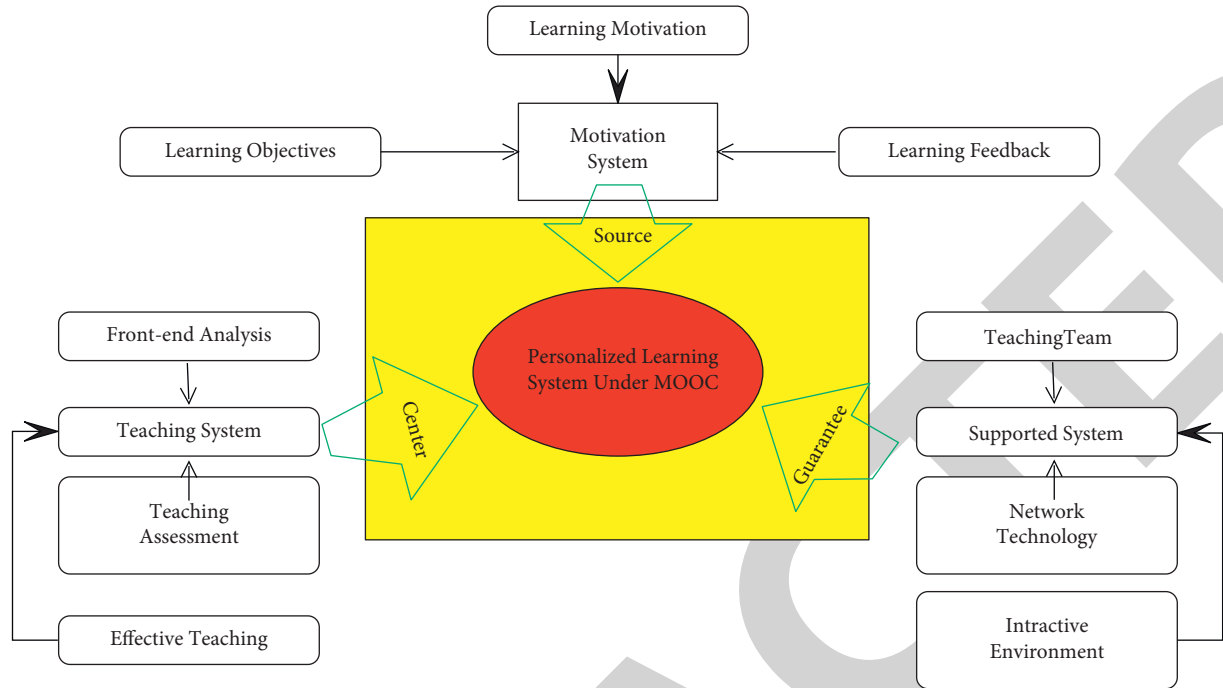 Learning Motivation
Learning Objectives
Motivation
System
Learning Feedback
Source
Front-end Analysis
Teaching System
Teaching
Assessment
Effective Teaching
Center
Personalized Learning
System Under MOOC
Guarantee
TeachingTeam
Supported System
Network
Technology
Intractive
Environment